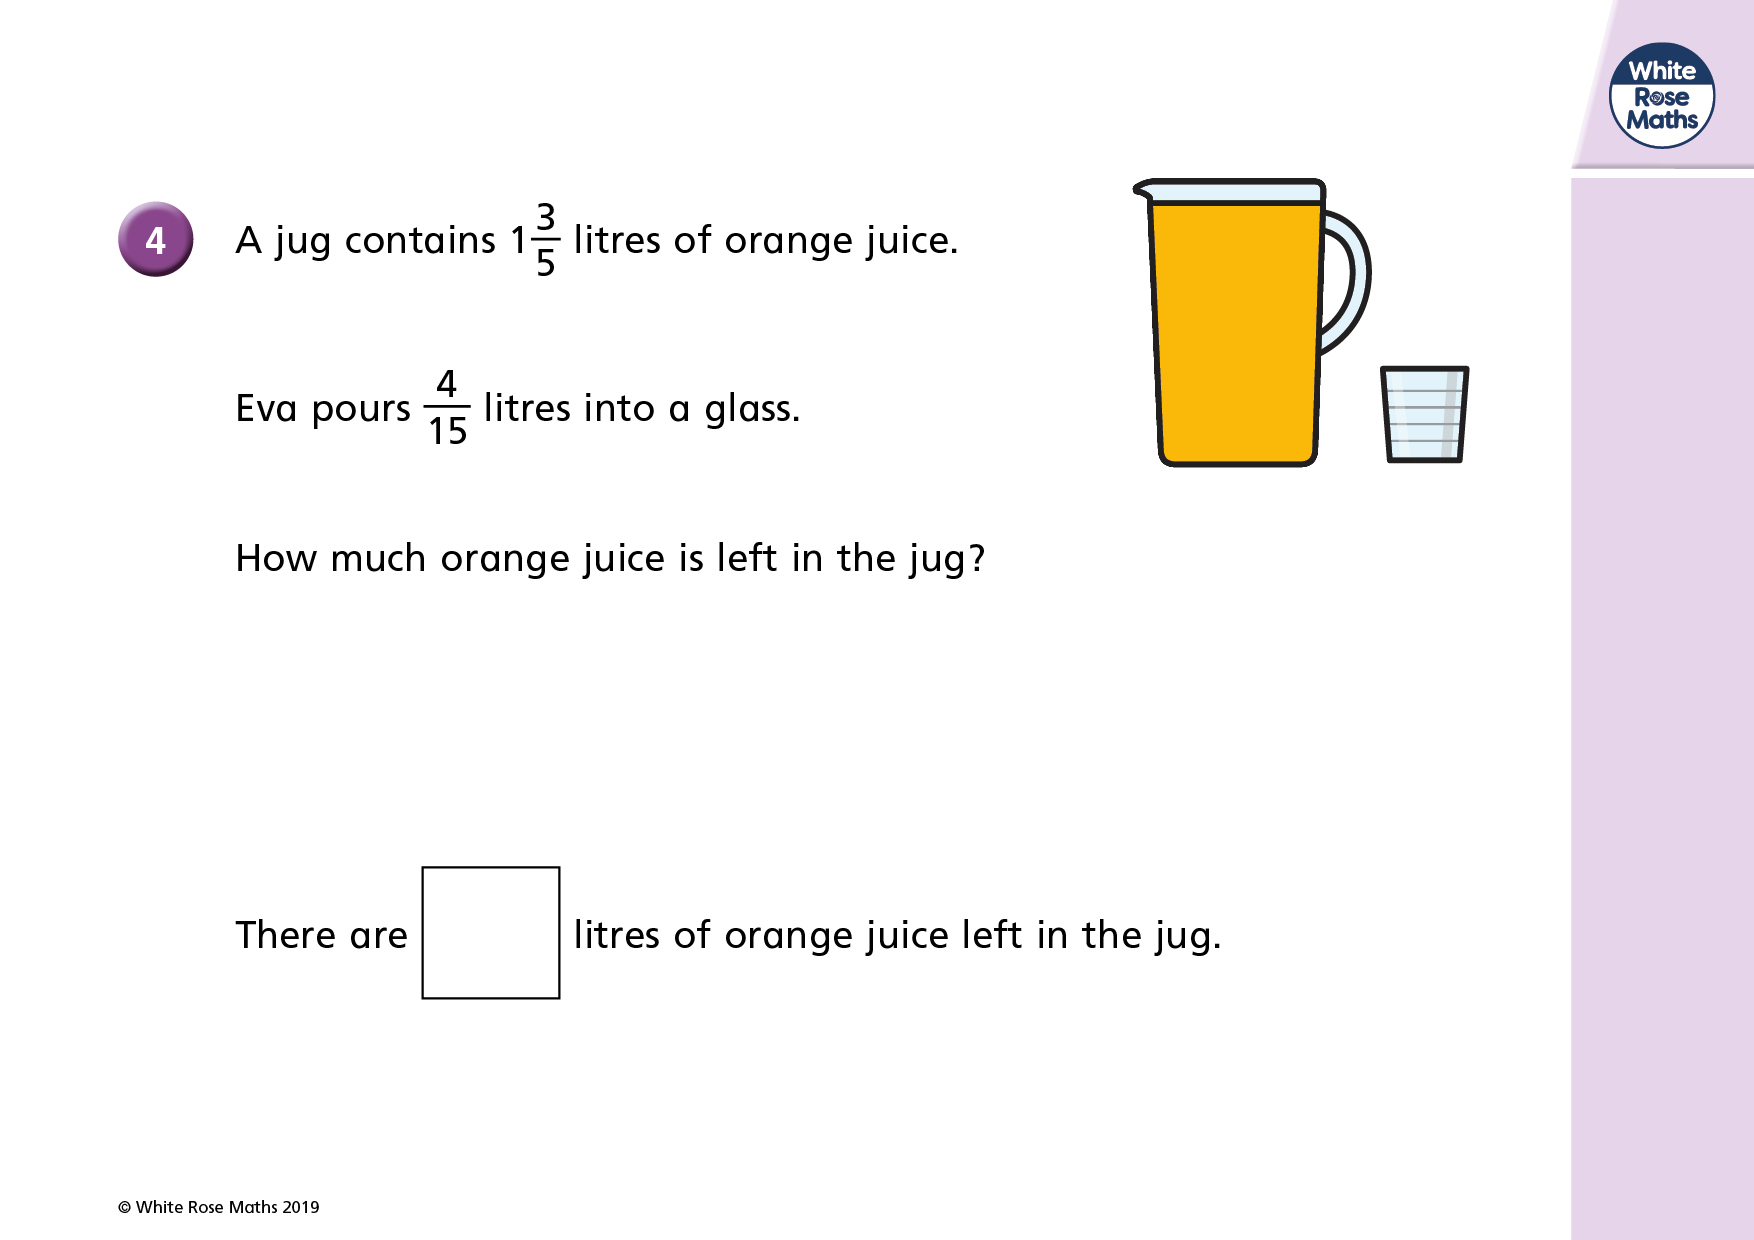 White
Rose
Maths
4
A jug contains 1 3/5 litres of orange juice.
Eva pours 4/15 litres into a glass.
How much orange juice is left in the jug?
There are litres of orange juice left in the jug.
© White Rose Maths 2019